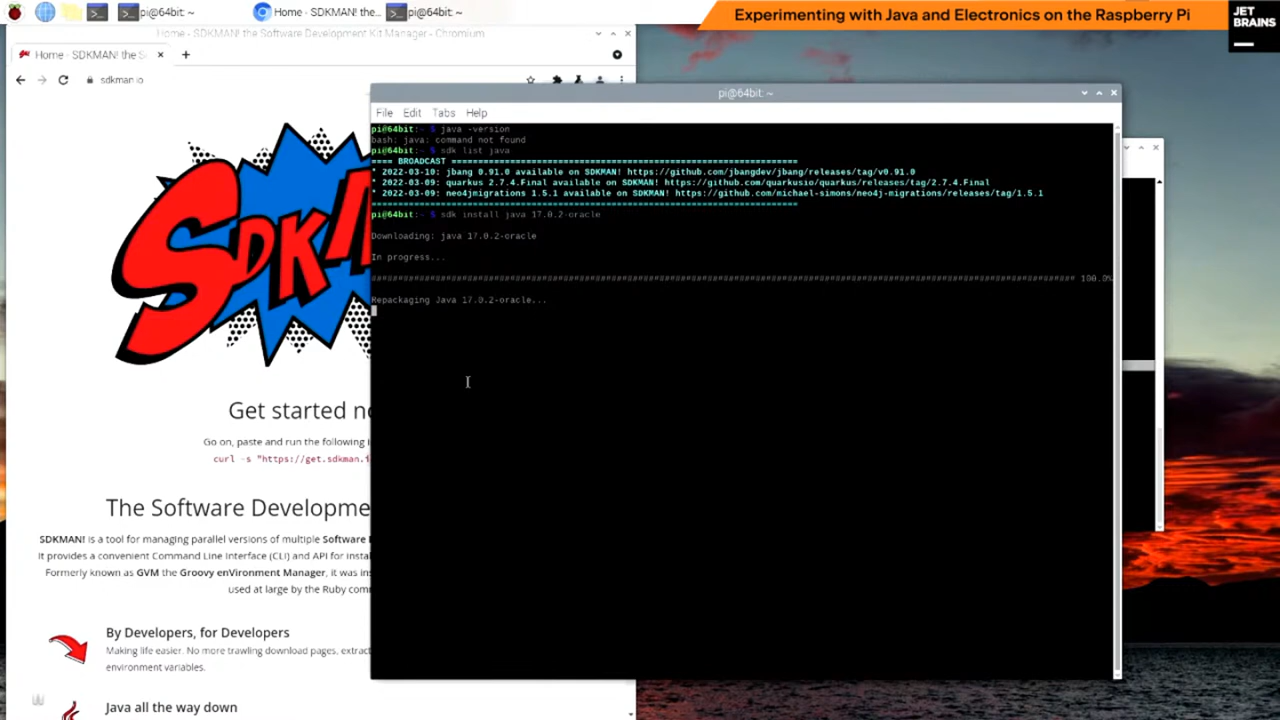 pi@64bit: ~
Home - SDKMAN! the...
pi@64bit: ~
Experimenting with Java and Electronics on the Raspberry Pi
JET
BRAINS
Home - SDKMAN! the Software Development Kit Manager - Chromium
Home - SDKMAN! the S
sdkman.io
SDK
Get started no
Go on, paste and run the following i
curl -s "https://get.sdkman.i
The Software Developme
SDKMAN! is a tool for managing parallel versions of multiple Software
It provides a convenient Command Line Interface (CLI) and API for insta
Formerly known as GVM the Groovy enVironment Manager, it was ins
used at large by the Ruby com
By Developers, for Developers
Making life easier. No more trawling download pages, extrac
environment variables.
Java all the way down
pi@64bit: ~
File Edit Tabs Help
pi@64bit:~ $ java -version
bash: java: command not found
pi@64bit:~ $ sdk list java
==== BROADCAST =================================================================
* 2022-03-10: jbang 0.91.0 available on SDKMAN! https://github.com/jbangdev/jbang/releases/tag/v0.91.0
* 2022-03-09: quarkus 2.7.4.Final available on SDKMAN! https://github.com/quarkusio/quarkus/releases/tag/2.7.4.Final
* 2022-03-09: neo4jmigrations 1.5.1 available on SDKMAN! https://github.com/michael-simons/neo4j-migrations/releases/tag/1.5.1
================================================================================
pi@64bit:~ $ sdk install java 17.0.2-oracle
Downloading: java 17.0.2-oracle
In progress...
######################################################################## 100.0%
Repackaging Java 17.0.2-oracle...